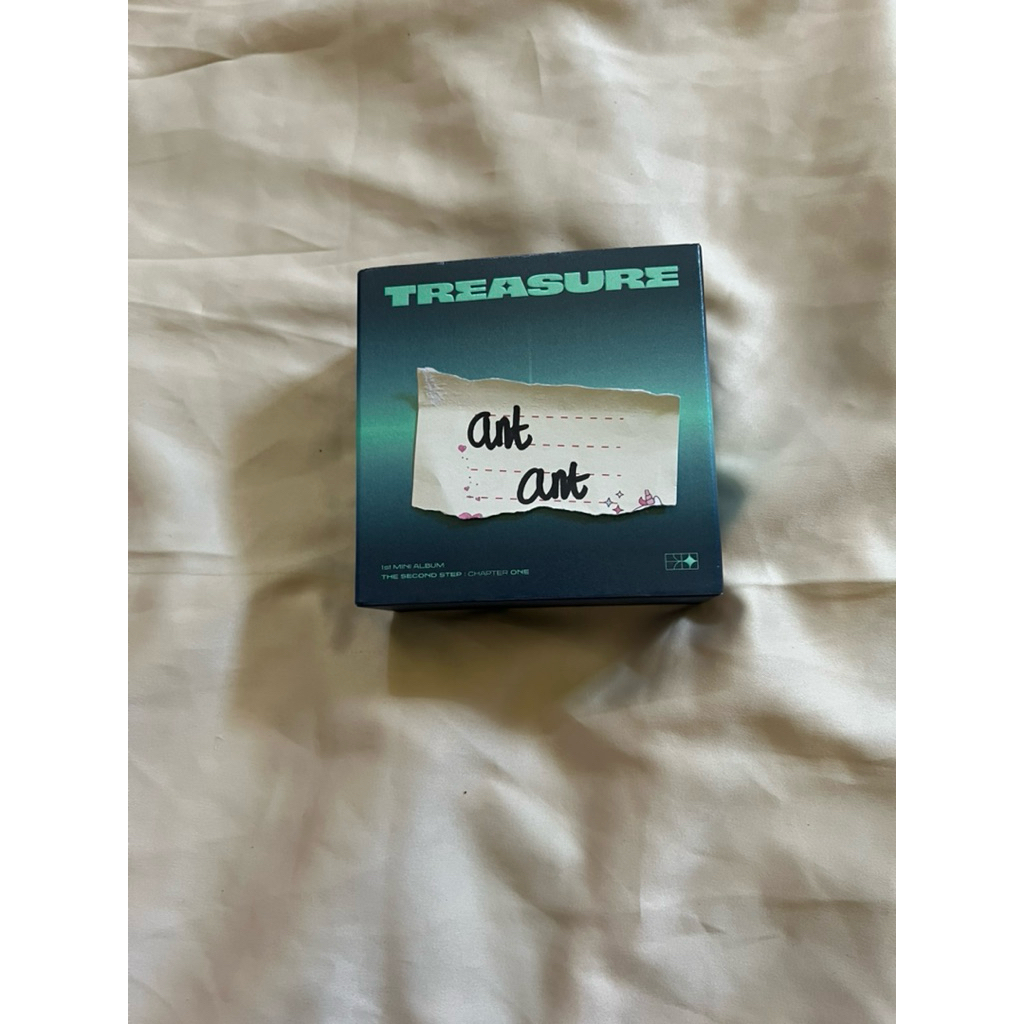 TREASURE
ant
ant
1st MINI ALBUM
THE SECOND STEP : CHAPTER ONE